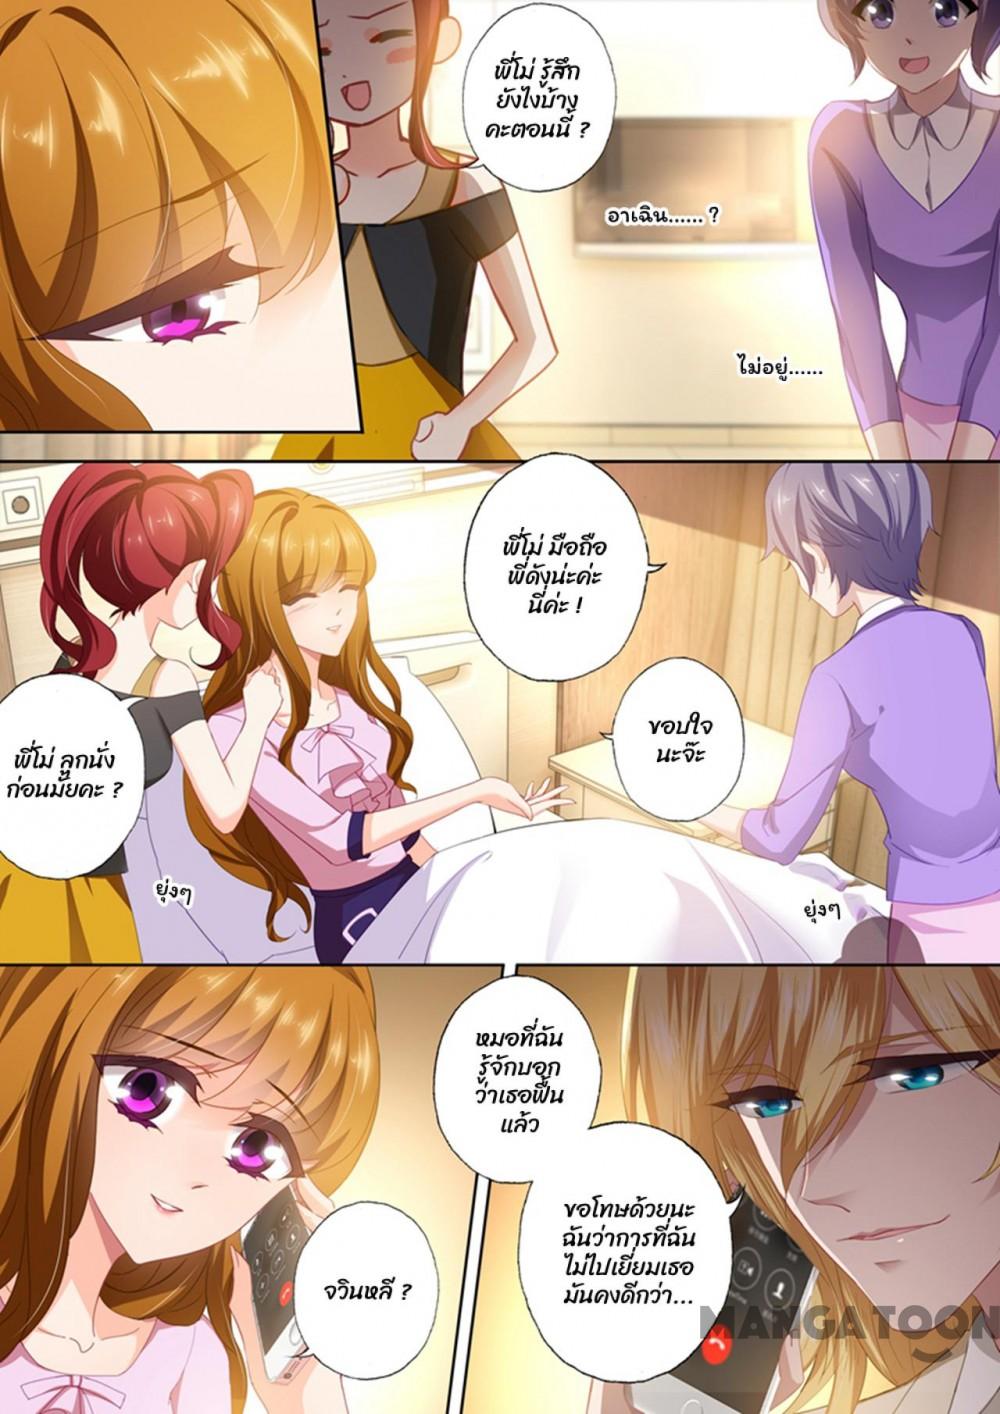 พี่โม่ รู้สึก
ยังไงบ้าง
คะตอนนี้ ?
อาเฉิน...... ?
ไม่อยู่......
พี่โม่ มือถือ
พี่ดังน่ะค่ะ
นี่ค่ะ !
ขอบใจ
นะจ๊ะ
พี่โม่ ลุกนั่ง
ก่อนมั้ยคะ ?
ยุ่งๆ
ยุ่งๆ
หมอที่ฉัน
รู้จักบอก
ว่าเธอฟื้น
แล้ว
ขอโทษด้วยนะ
ฉันว่าการที่ฉัน
ไม่ไปเยี่ยมเธอ
มันคงดีกว่า...
จวินหลี ?
MANGATOON